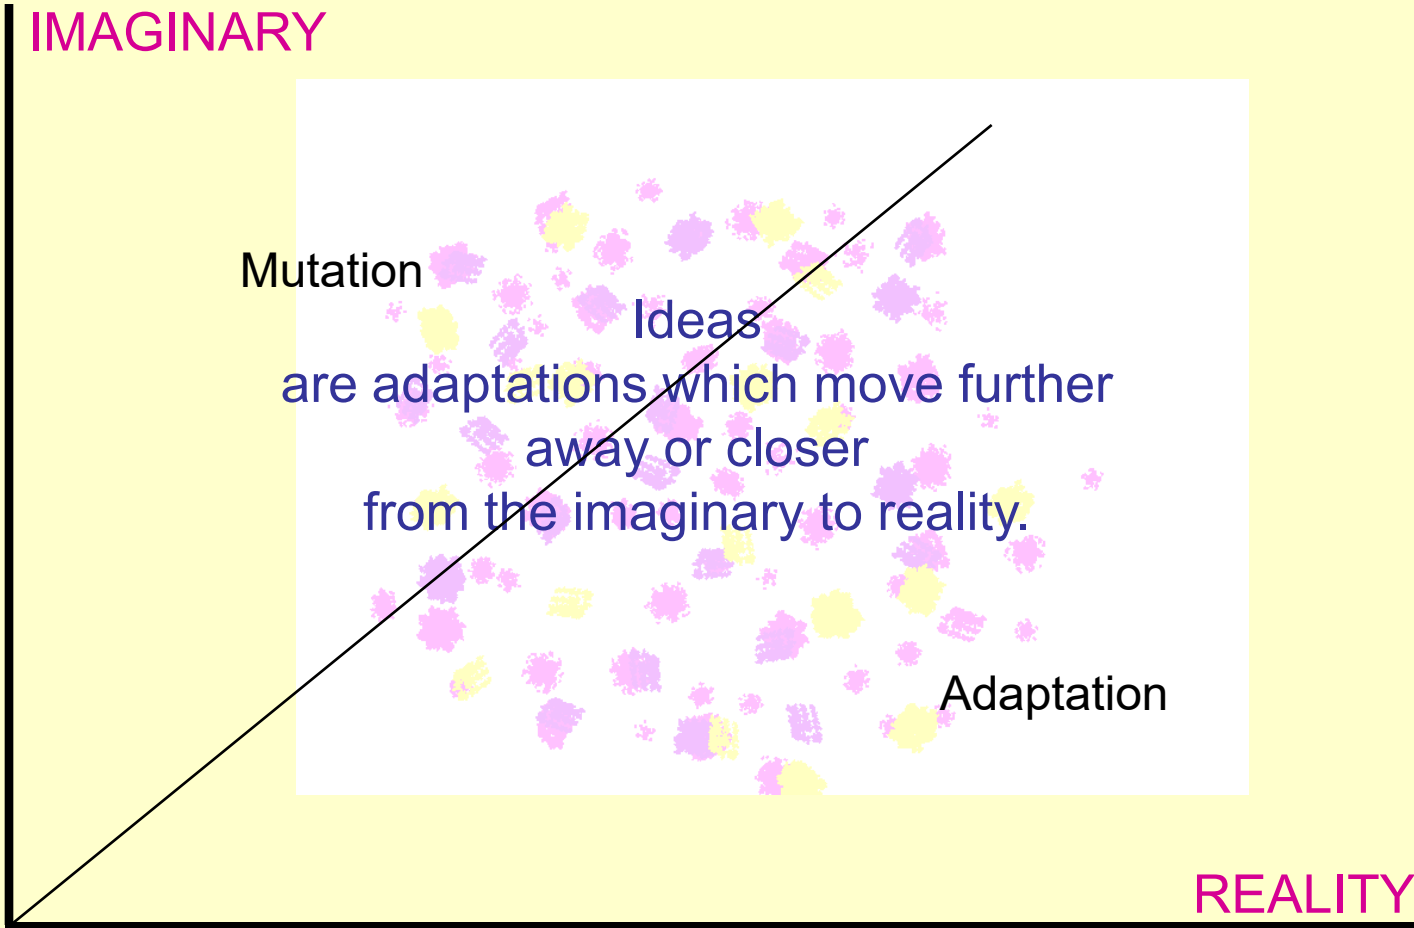 IMAGINARY
Mutation
Ideas
are adaptations which move further
away or closer
from the imaginary to reality.
Adaptation
REALITY